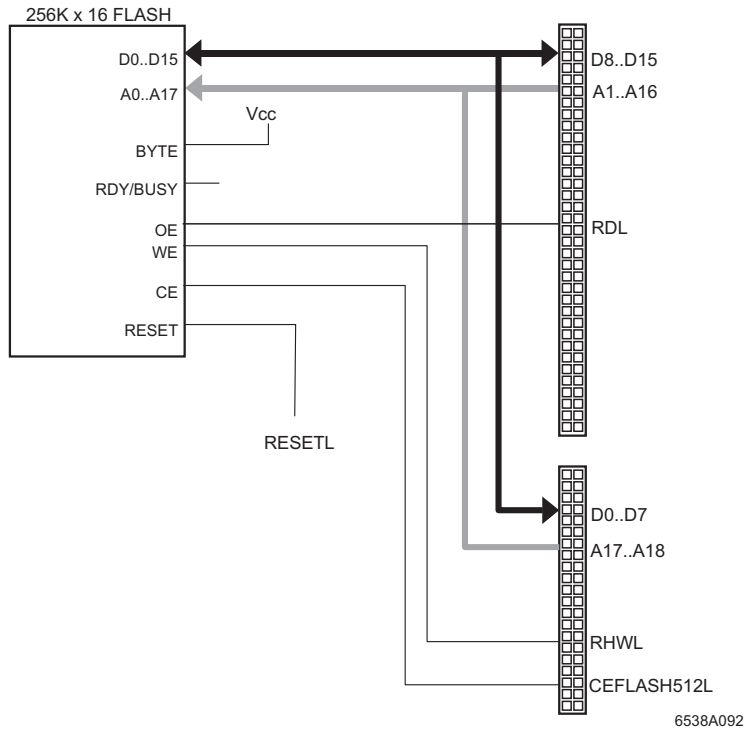 256K x 16 FLASH
D0..D15
D8..D15
A0..A17
A1..A16
Vcc
BYTE
RDY/BUSY
OE
RDL
WE
CE
RESET
RESETL
D0..D7
A17..A18
RHWL
CEFLASH512L
6538A092